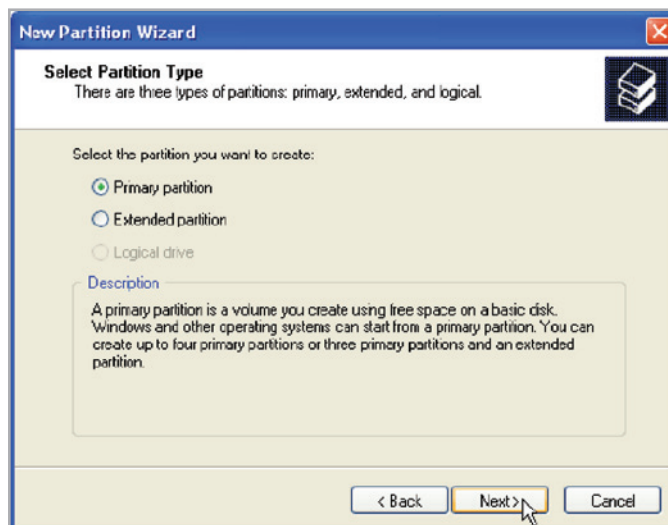 New Partition Wizard
Select Partition Type
There are three types of partitions: primary, extended, and logical.
Select the partition you want to create:
Primary partition
Extended partition
Logical drive
Description
A primary partition is a volume you create using free space on a basic disk.
Windows and other operating systems can start from a primary partition. You can
create up to four primary partitions or three primary partitions and an extended
partition.
< Back Next > Cancel